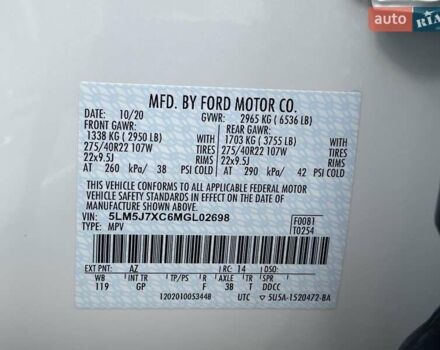 auto.ria.com
MFD. BY FORD MOTOR CO.
DATE: 10/20 GVWR: 2965 KG ( 6536 LB)
FRONT GAWR: REAR GAWR:
1338 KG ( 2950 LB) 1703 KG ( 3755 LB)
275/40R22 107W TIRES 275/40R22 107W TIRES
22x9.5J RIMS 22x9.5J RIMS
AT 260 kPa/ 38 PSI COLD AT 290 kPa/ 42 PSI COLD
THIS VEHICLE CONFORMS TO ALL APPLICABLE FEDERAL MOTOR
VEHICLE SAFETY STANDARDS IN EFFECT ON THE DATE OF
MANUFACTURE SHOWN ABOVE.
VIN: 5LM5J7XC6MGL02698 F0081
TYPE: MPV T0254
EXT PNT: AZ RC: 14 DSO:
WB INT TR TP/PS R AXLE TR
119 GP F 3B T DDCC
1202010053448 UTC 5U5A-1520472-BA